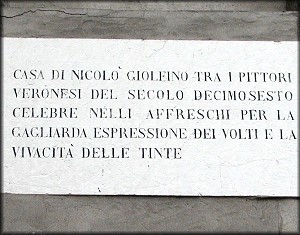 CASA DI NICOLO' GIOLFINO TRA I PITTORI
VERONESI DEL SECOLO DECIMOSESTO
CELEBRE NELLI AFFRESCHI PER LA
GAGLIARDA ESPRESSIONE DEI VOLTI E LA
VIVACITÀ DELLE TINTE